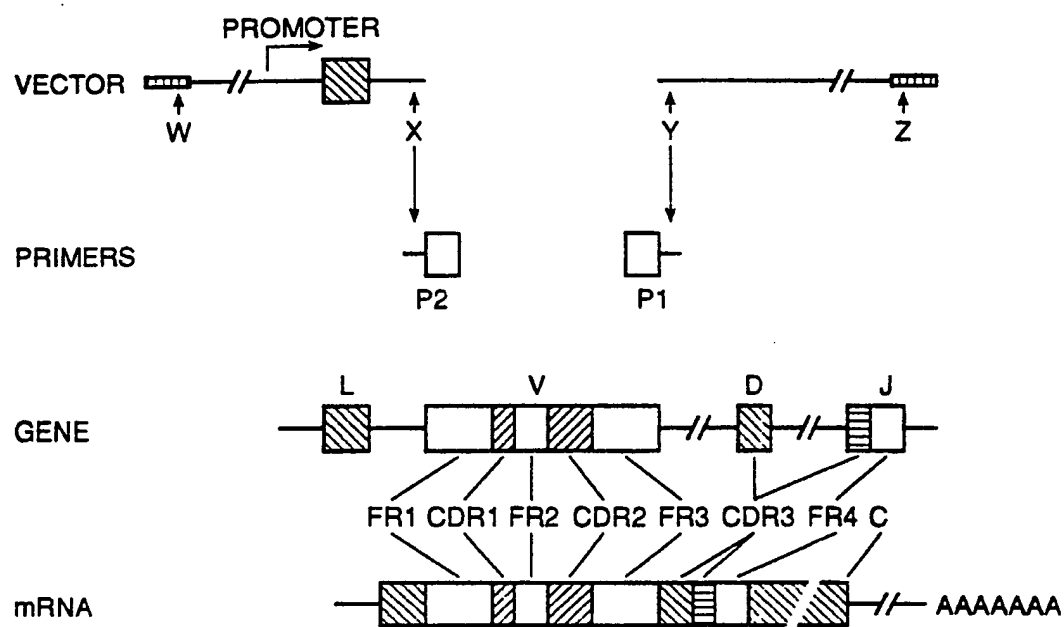 PROMOTER
VECTOR
W X Y Z
PRIMERS
P2 P1
L V D J
GENE
FR1 CDR1 FR2 CDR2 FR3 CDR3 FR4 C
mRNA AAAAAAA